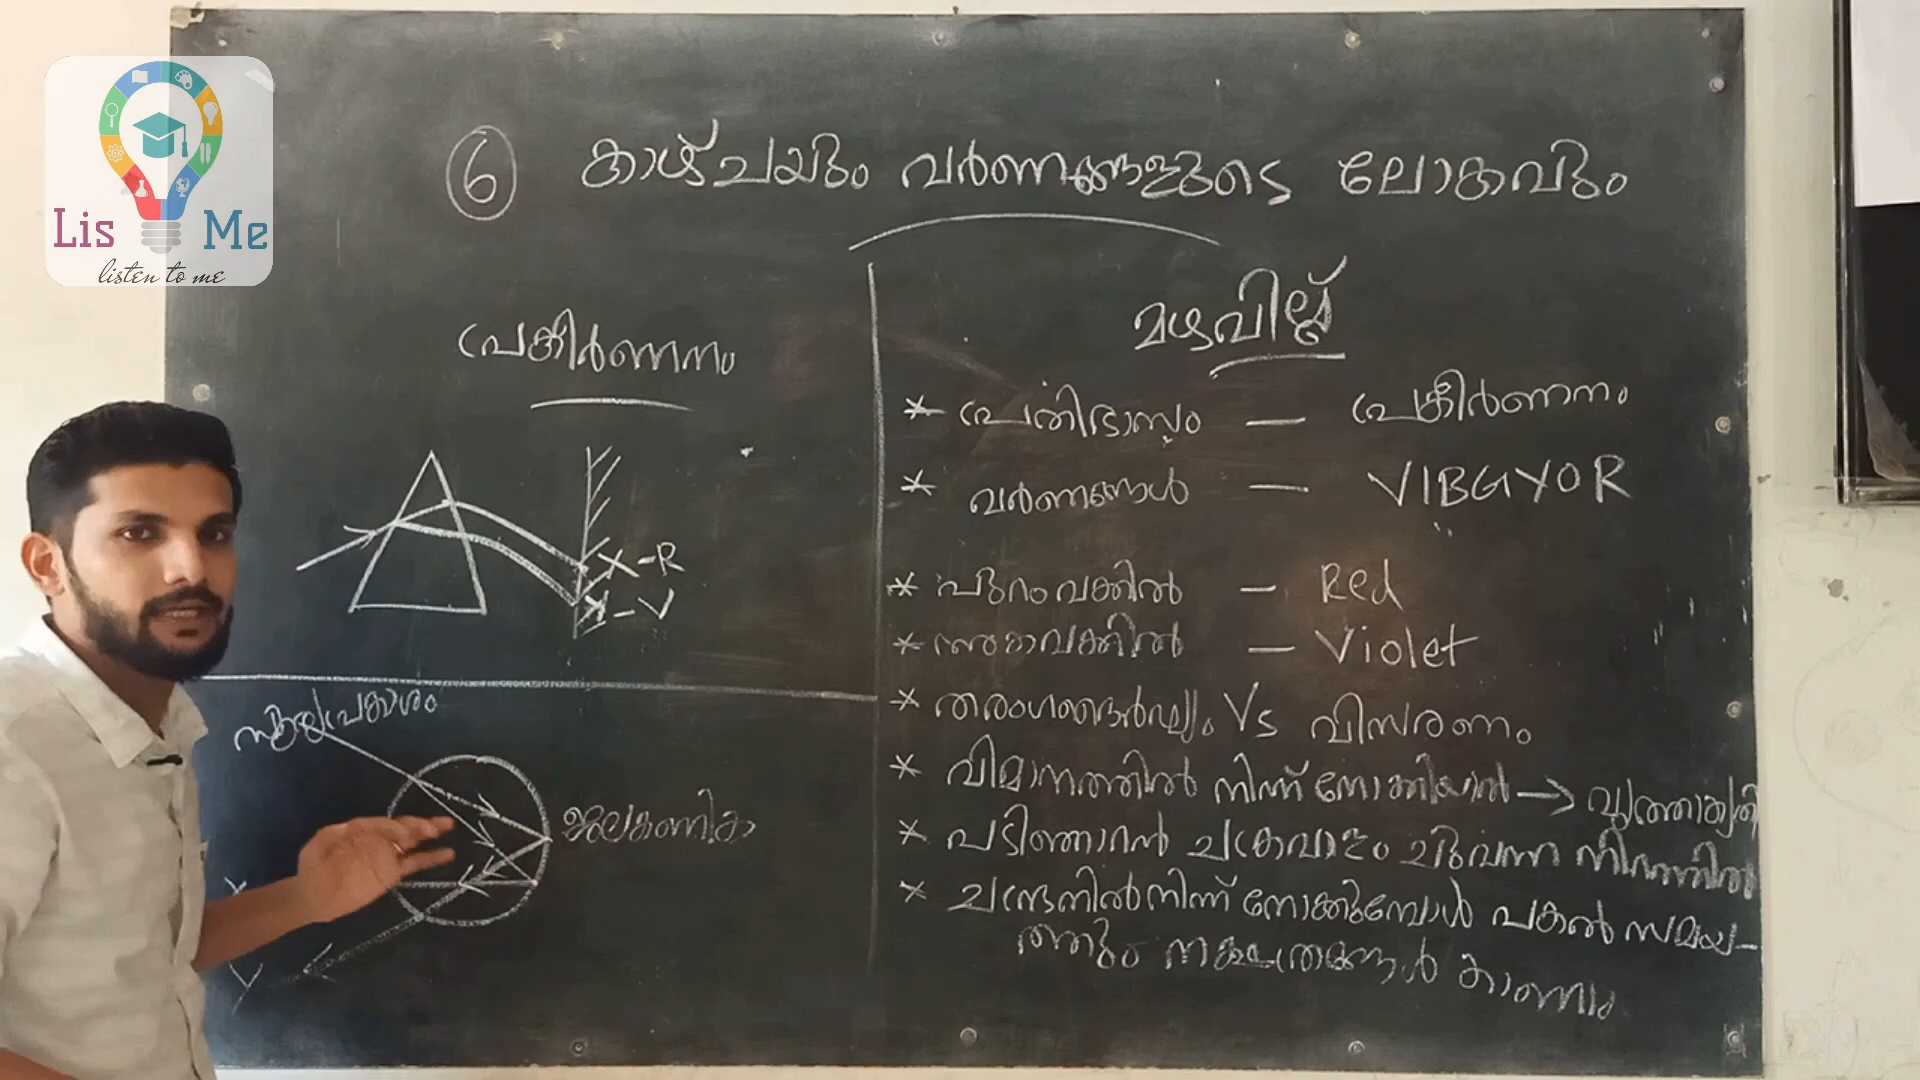 Lis Me
listen to me
6 കാഴ്ചയും വർണങ്ങളുടെ ലോകവും
പ്രകീർണനം
X-R
Y-V
സൂര്യപ്രകാശം
ജലകണിക
X
Y
മഴവില്ല്
* പ്രതിഭാസം — പ്രകീർണനം
* വർണങ്ങൾ — VIBGYOR
* പുറംവക്കിൽ — Red
* അകവക്കിൽ — Violet
* തരംഗദൈർഘ്യം Vs വിസരണം
* വിമാനത്തിൽ നിന്ന് നോക്കിയാൽ → വൃത്താകൃതി
* പടിഞ്ഞാറൻ ചക്രവാളം ചുവന്ന നിറത്തിൽ
* ചന്ദ്രനിൽനിന്ന് നോക്കുമ്പോൾ പകൽ സമയ-
ത്തും നക്ഷത്രങ്ങൾ കാണാം